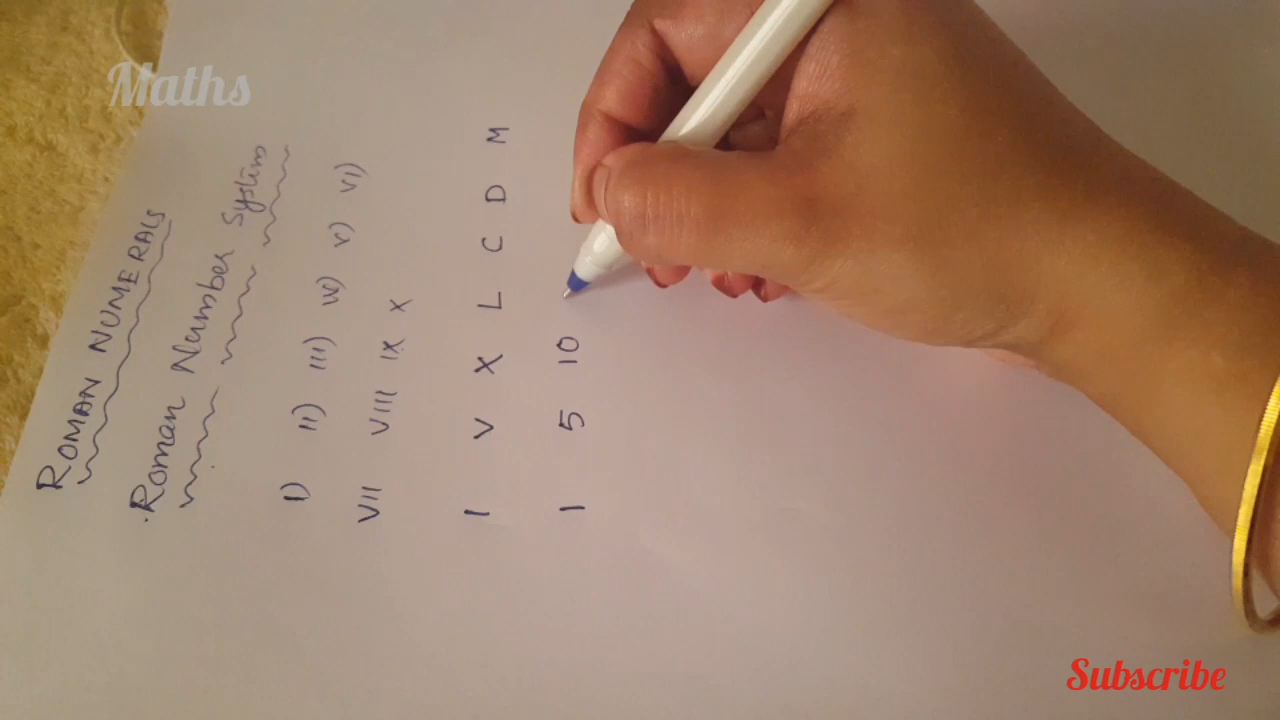 Maths
ROMAN NUMERALS
.Roman Number System
I) II) III) IV) V) VI)
VII VIII IX X
I V X L C D M
1 5 10
Subscribe